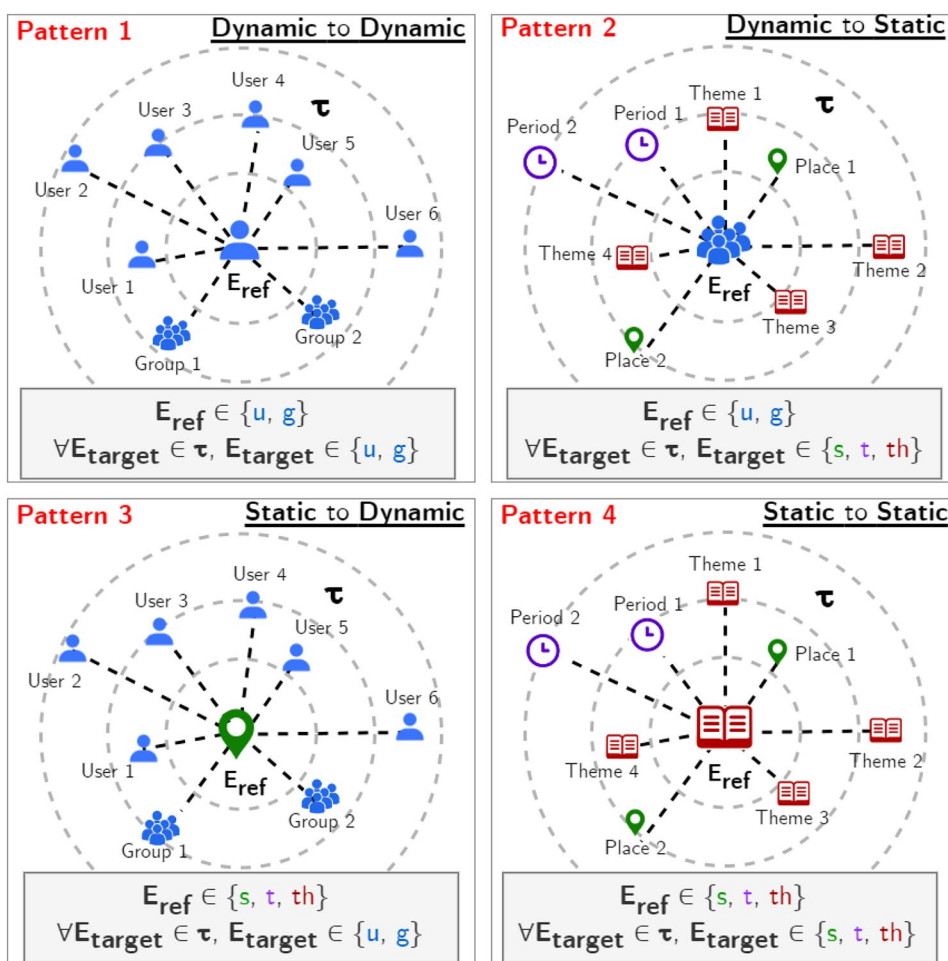 Pattern 1
Dynamic to Dynamic
User 4
τ
User 3
User 5
User 2
User 6
User 1
E_ref
Group 2
Group 1
E_ref ∈ {u, g}
∀E_target ∈ τ, E_target ∈ {u, g}
Pattern 2
Dynamic to Static
Theme 1
τ
Period 1
Period 2
Place 1
Theme 4
Theme 2
E_ref
Theme 3
Place 2
E_ref ∈ {u, g}
∀E_target ∈ τ, E_target ∈ {s, t, th}
Pattern 3
Static to Dynamic
User 4
τ
User 3
User 5
User 2
User 6
User 1
E_ref
Group 2
Group 1
E_ref ∈ {s, t, th}
∀E_target ∈ τ, E_target ∈ {u, g}
Pattern 4
Static to Static
Theme 1
τ
Period 1
Period 2
Place 1
Theme 2
Theme 4
E_ref
Theme 3
Place 2
E_ref ∈ {s, t, th}
∀E_target ∈ τ, E_target ∈ {s, t, th}